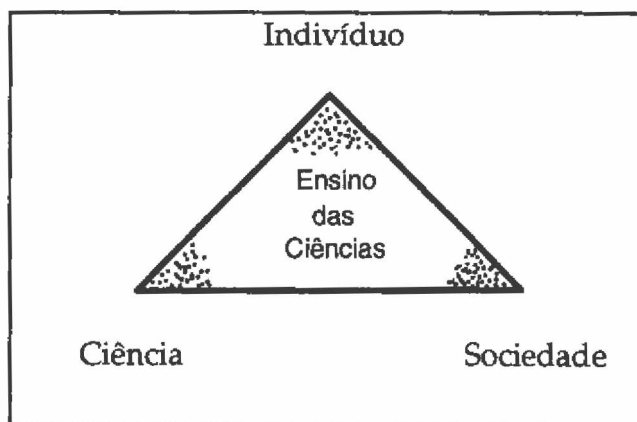 Indivíduo
Ensino
das
Ciências
Ciência
Sociedade